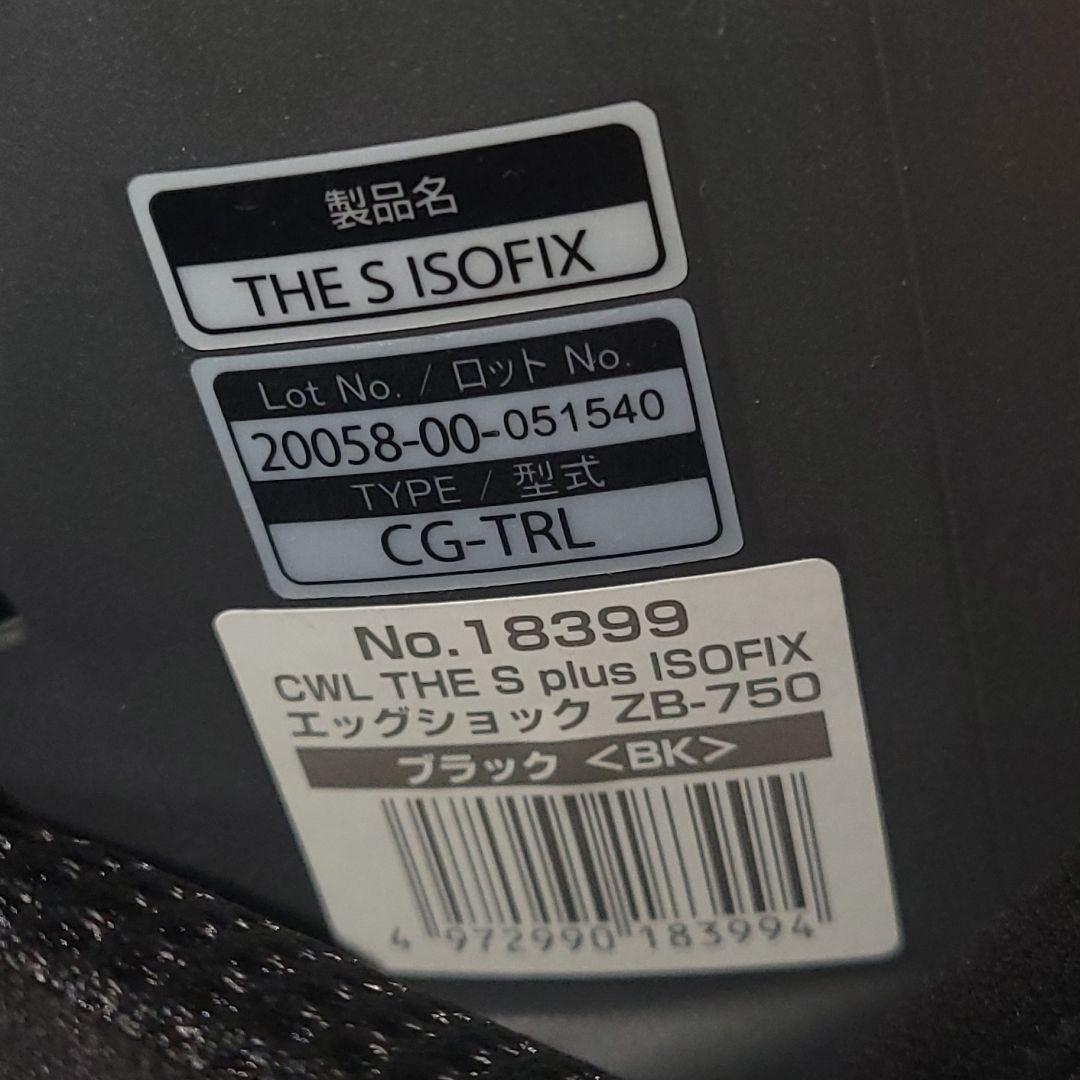 製品名
THE S ISOFIX
Lot No. / ロット No.
20058-00-051540
TYPE / 型式
CG-TRL
No.18399
CWL THE S plus ISOFIX
エッグショック ZB-750
ブラック <BK>
4 972990 183994